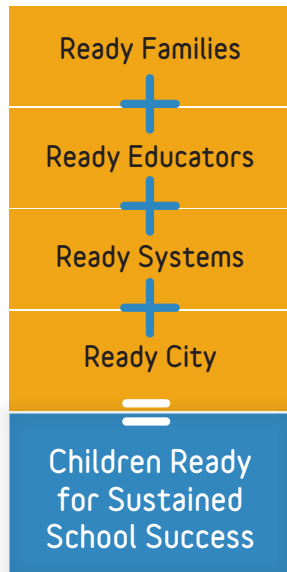 Ready Families
+
Ready Educators
+
Ready Systems
+
Ready City
=
Children Ready
for Sustained
School Success